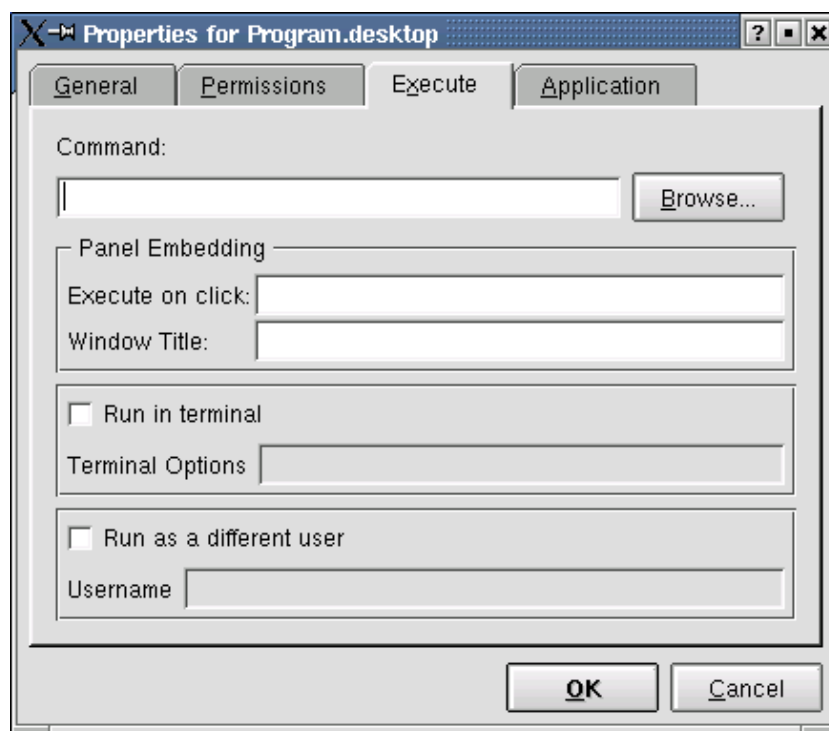 Properties for Program.desktop
General Permissions Execute Application
Command:
Browse...
Panel Embedding
Execute on click:
Window Title:
Run in terminal
Terminal Options
Run as a different user
Username
OK Cancel